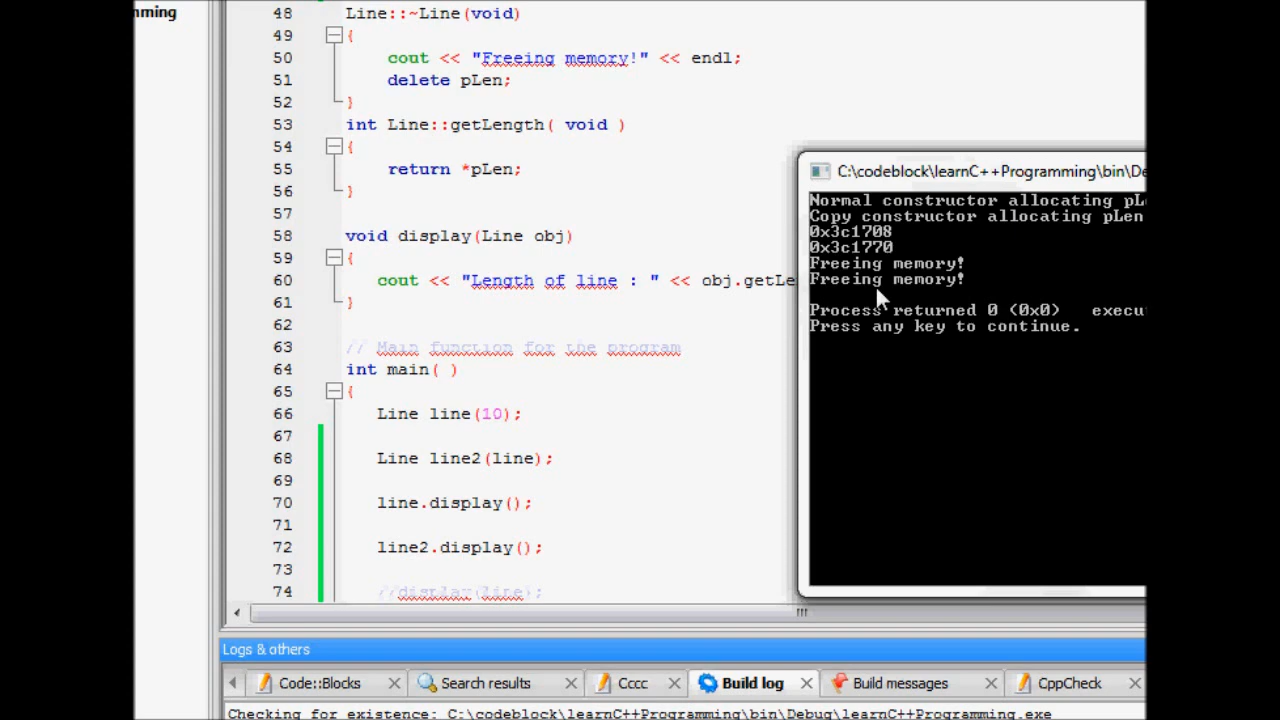 mming
48 Line::~Line(void)
49 {
50 cout << "Freeing memory!" << endl;
51 delete pLen;
52 }
53 int Line::getLength( void )
54 {
55 return *pLen;
56 }
57
58 void display(Line obj)
59 {
60 cout << "Length of line : " << obj.getLe
61 }
62
63 // Main function for the program
64 int main( )
65 {
66 Line line(10);
67
68 Line line2(line);
69
70 line.display();
71
72 line2.display();
73
74 //display(line);
C:\codeblock\learnC++Programming\bin\De
Normal constructor allocating pL
Copy constructor allocating pLen
0x3c1708
0x3c1770
Freeing memory!
Freeing memory!
Process returned 0 (0x0) execu
Press any key to continue.
Logs & others
Code::Blocks Search results Cccc Build log Build messages CppCheck
Checking for existence: C:\codeblock\learnC++Programming\bin\Debug\learnC++Programming.exe